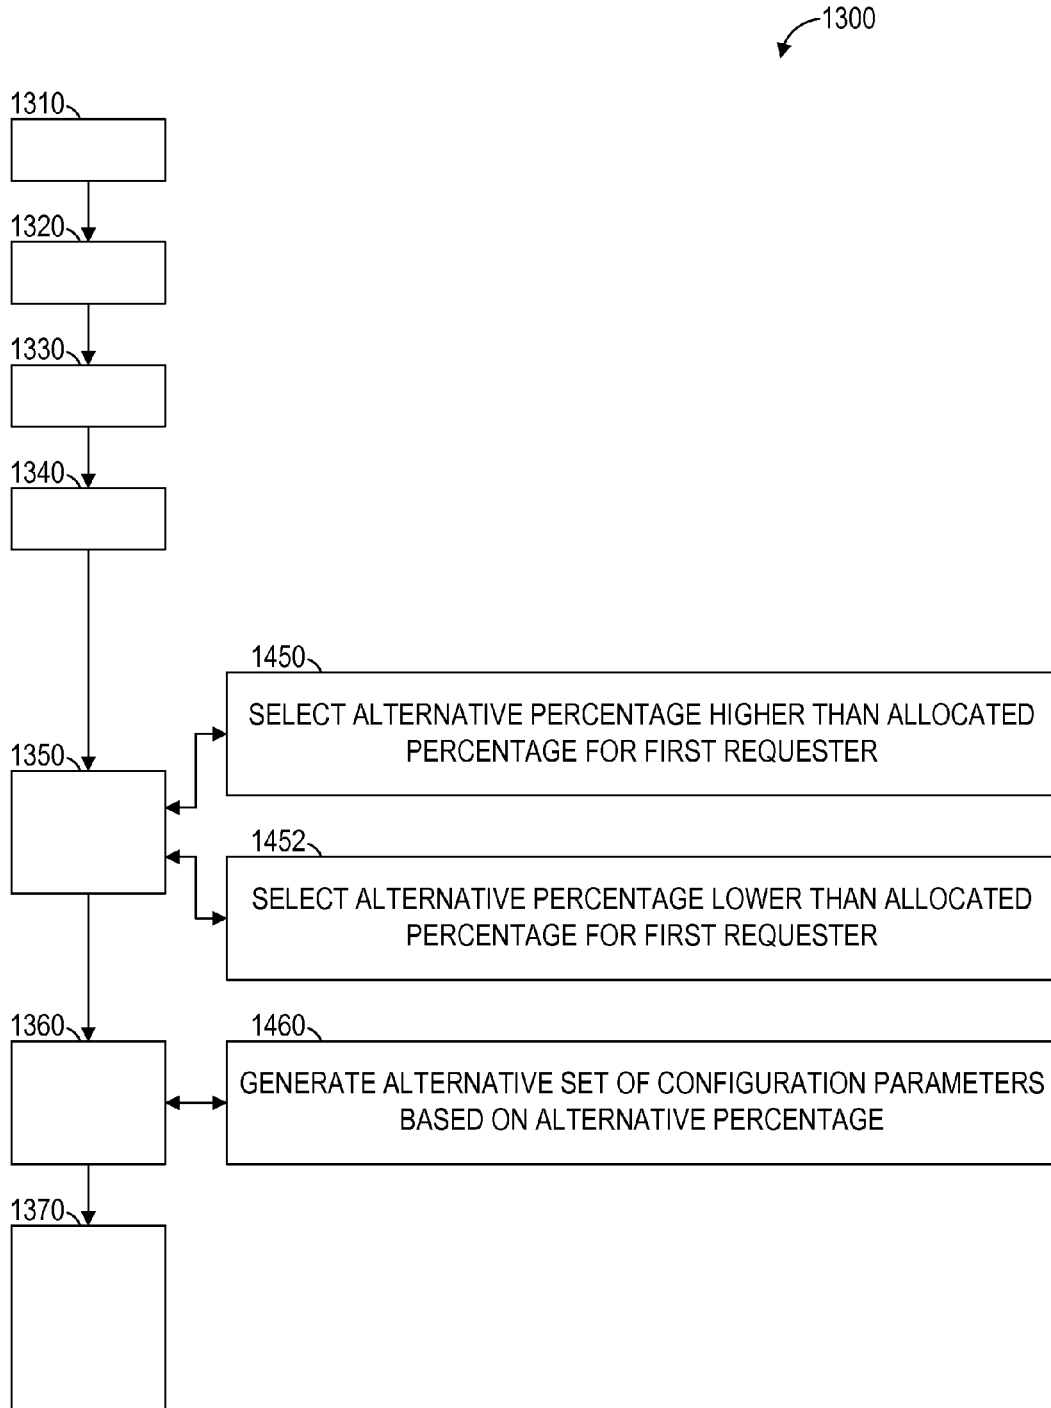 1300
1310
1320
1330
1340
1450
SELECT ALTERNATIVE PERCENTAGE HIGHER THAN ALLOCATED
PERCENTAGE FOR FIRST REQUESTER
1350
1452
SELECT ALTERNATIVE PERCENTAGE LOWER THAN ALLOCATED
PERCENTAGE FOR FIRST REQUESTER
1360
1460
GENERATE ALTERNATIVE SET OF CONFIGURATION PARAMETERS
BASED ON ALTERNATIVE PERCENTAGE
1370